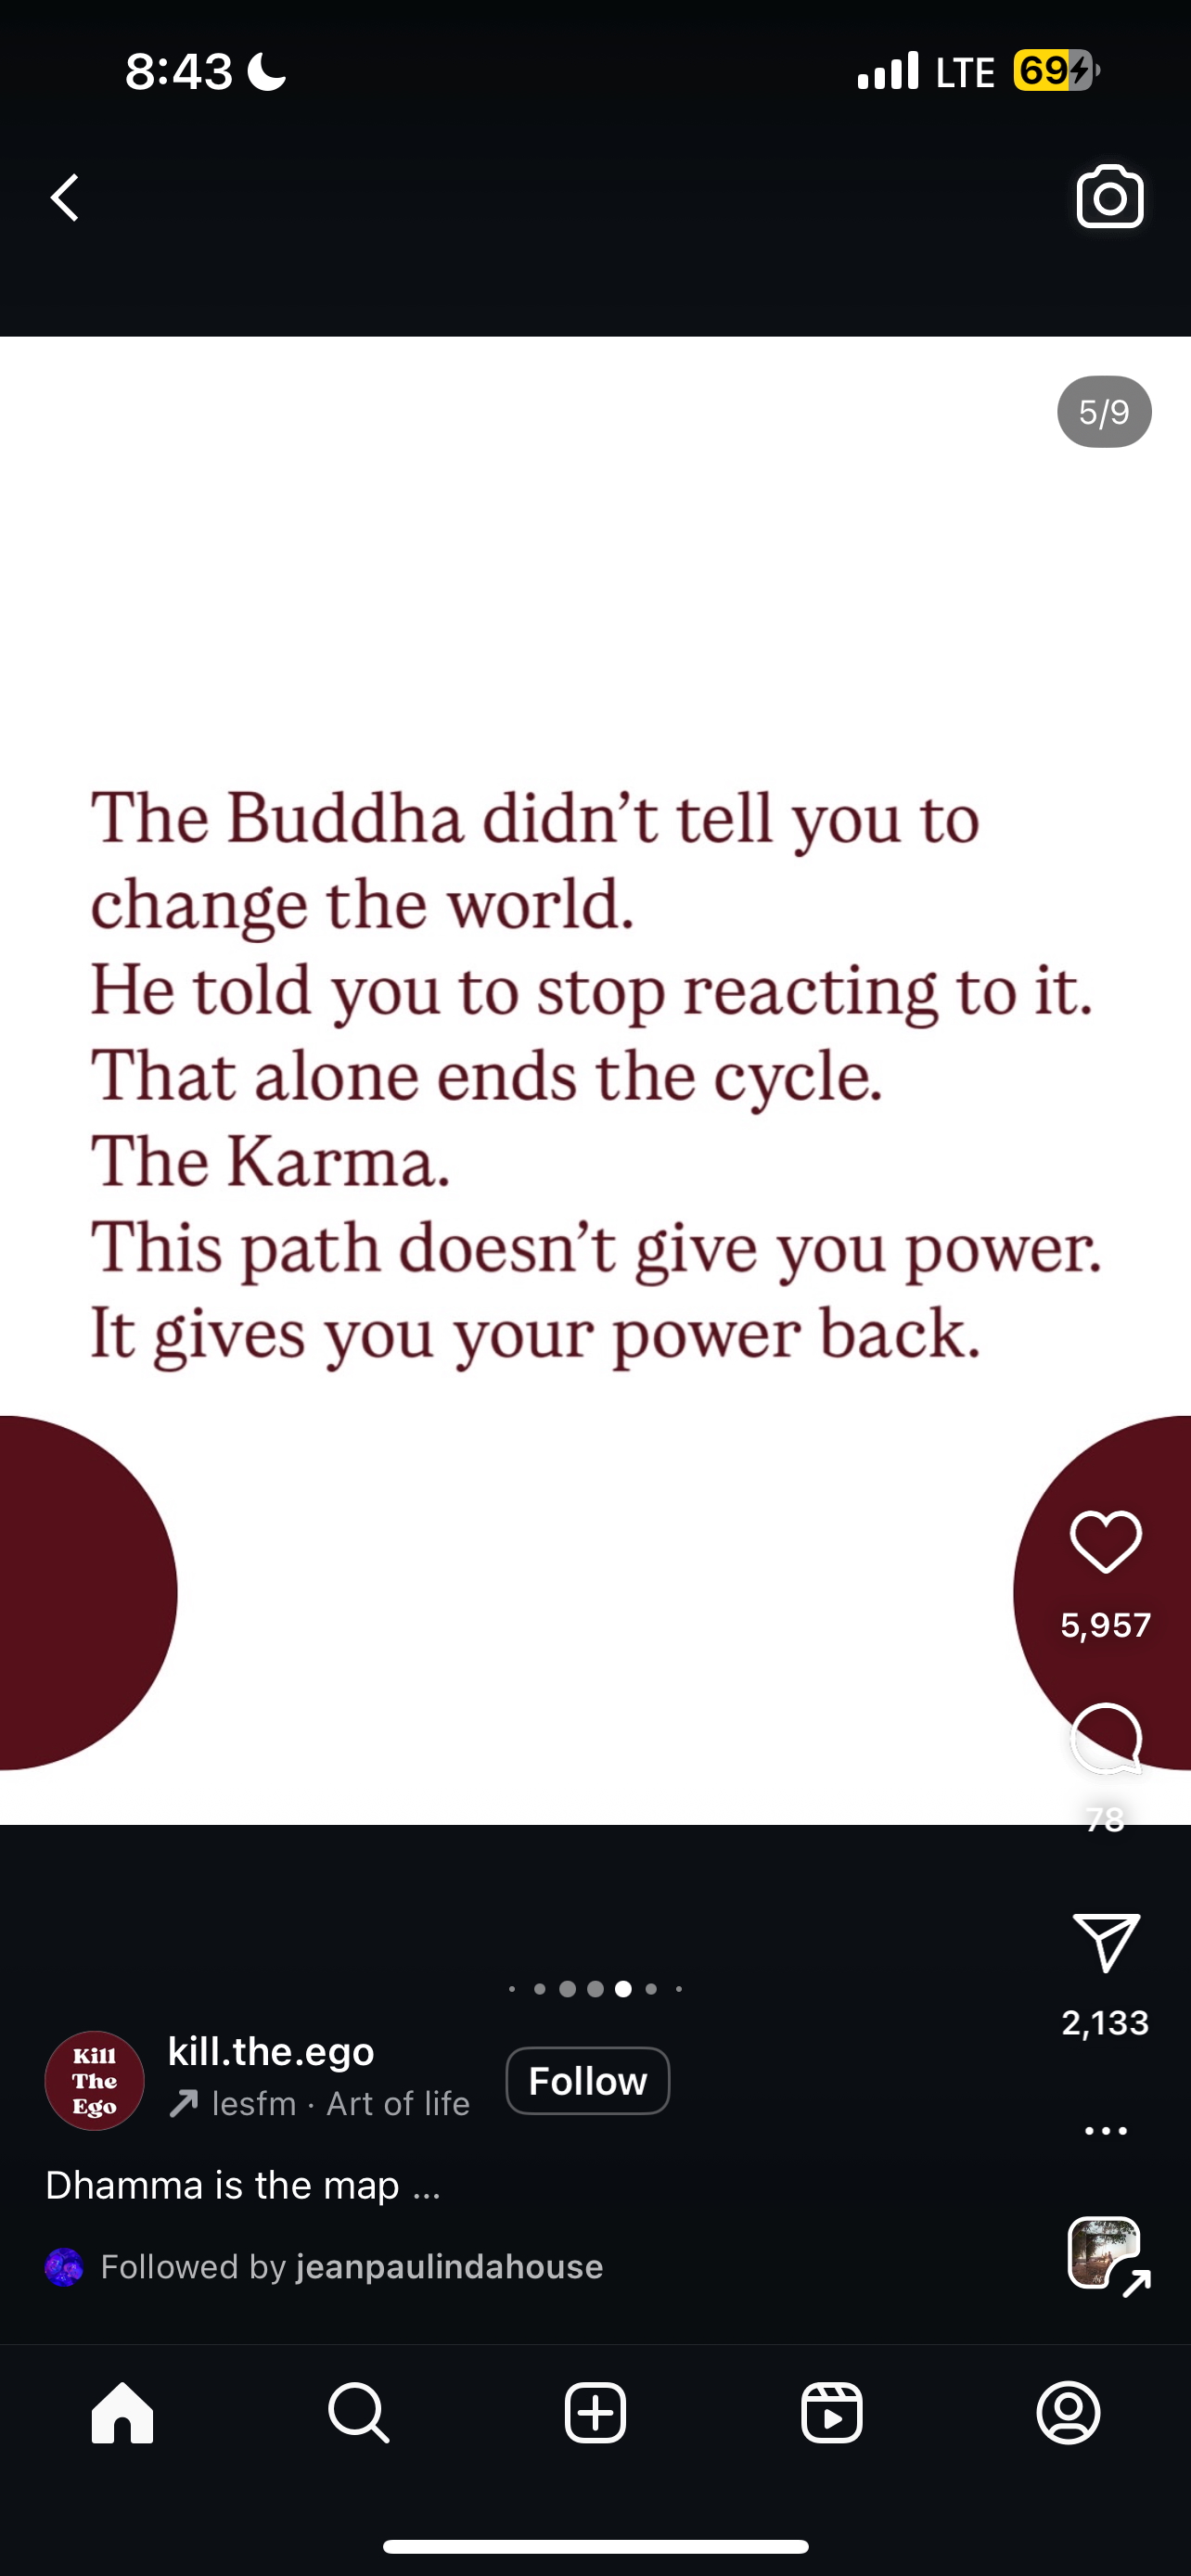 8:43
LTE 69
5/9
The Buddha didn’t tell you to
change the world.
He told you to stop reacting to it.
That alone ends the cycle.
The Karma.
This path doesn’t give you power.
It gives you your power back.
5,957
78
2,133
Kill
The
Ego
kill.the.ego
lesfm · Art of life
Follow
Dhamma is the map ...
Followed by jeanpaulindahouse